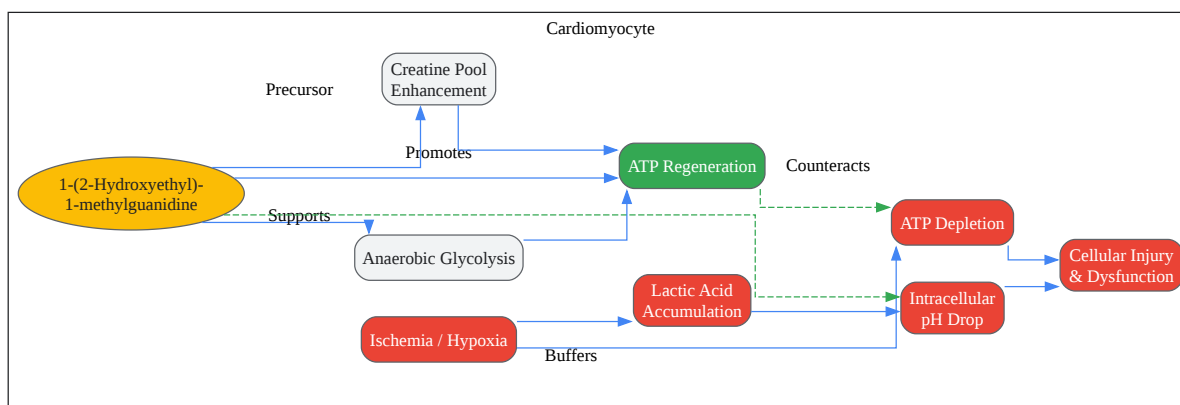 Cardiomyocyte
Creatine Pool
Enhancement
Precursor
Promotes
ATP Regeneration
Counteracts
1-(2-Hydroxyethyl)-
1-methylguanidine
Supports
ATP Depletion
Anaerobic Glycolysis
Cellular Injury
& Dysfunction
Lactic Acid
Accumulation
Intracellular
pH Drop
Ischemia / Hypoxia
Buffers